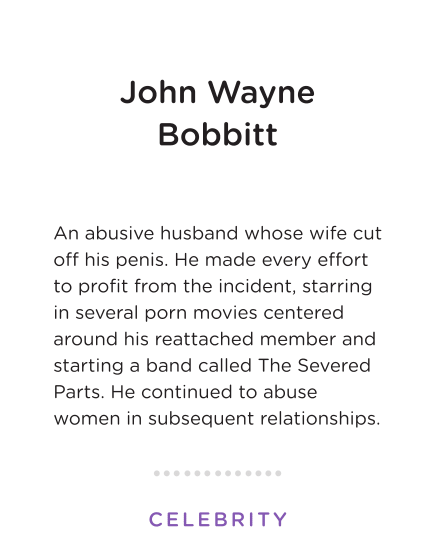 John Wayne
Bobbitt
An abusive husband whose wife cut
off his penis. He made every effort
to profit from the incident, starring
in several porn movies centered
around his reattached member and
starting a band called The Severed
Parts. He continued to abuse
women in subsequent relationships.
CELEBRITY